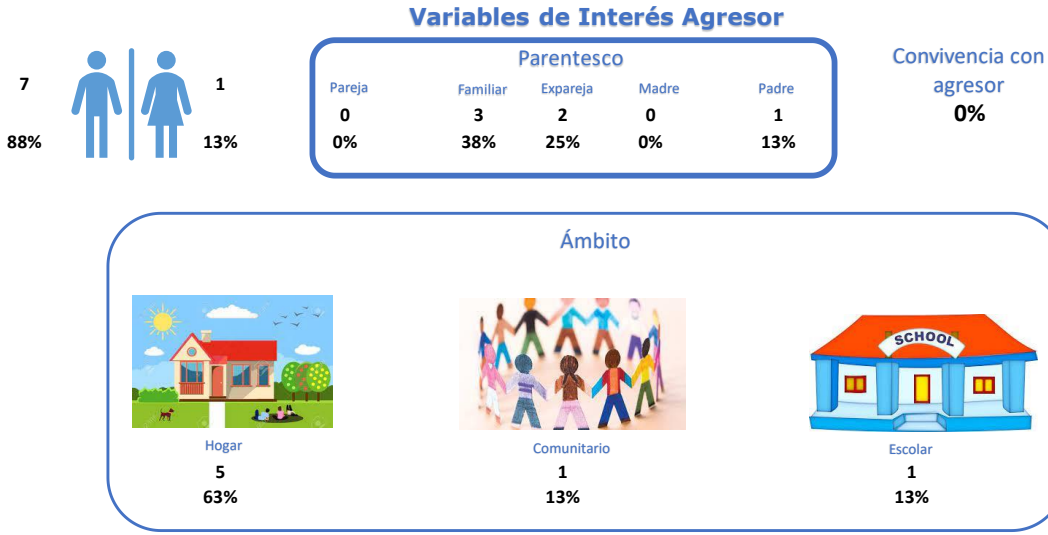 Variables de Interés Agresor
7
88%
1
13%
Parentesco
Pareja Familiar Expareja Madre Padre
0 3 2 0 1
0% 38% 25% 0% 13%
Convivencia con
agresor
0%
Ámbito
SCHOOL
Hogar Comunitario Escolar
5 1 1
63% 13% 13%